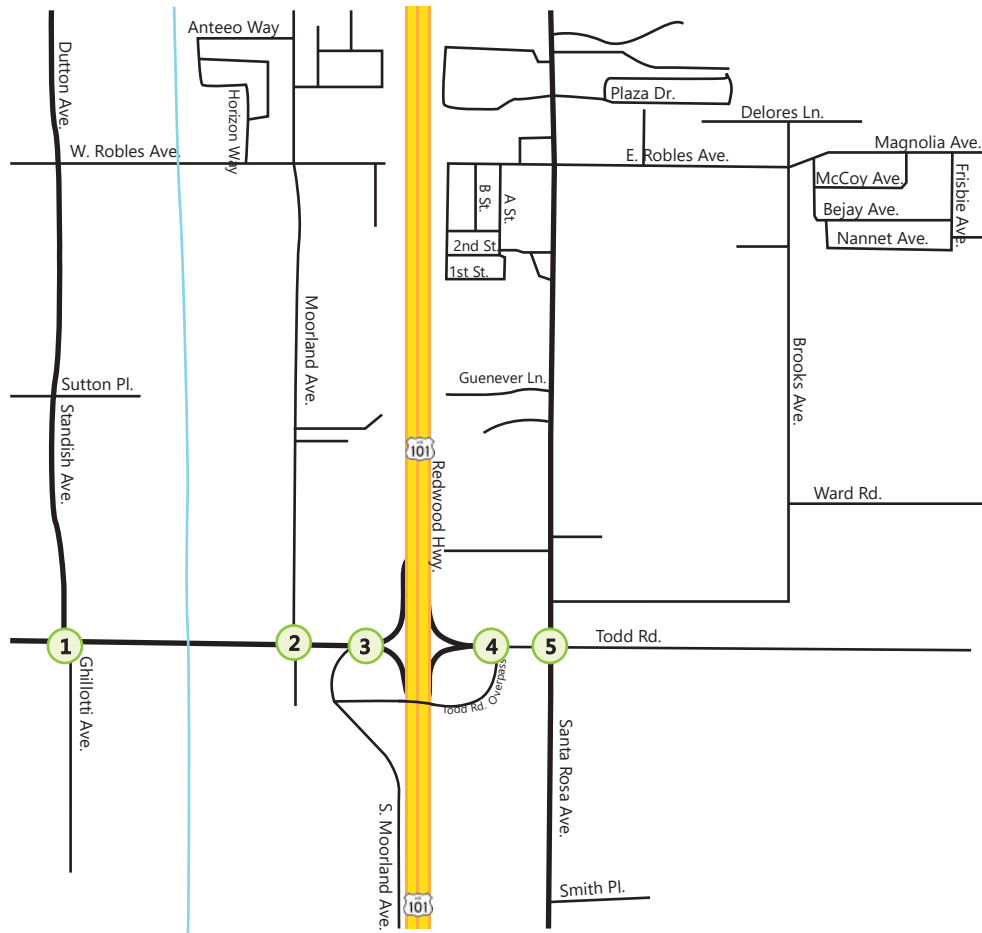 Anteeo Way
Dutton Ave.
Horizon Way
Plaza Dr.
Delores Ln.
Magnolia Ave.
W. Robles Ave.
E. Robles Ave.
McCoy Ave.
Frisbie Ave.
B St.
A St.
Bejay Ave.
Nannet Ave.
2nd St.
1st St.
Moorland Ave.
Brooks Ave.
Sutton Pl.
Guenever Ln.
Standish Ave.
101
Redwood Hwy.
Ward Rd.
1
2
3
4
5
Todd Rd.
Ghillotti Ave.
Todd Rd. Overpass
Santa Rosa Ave.
S. Moorland Ave.
Smith Pl.
101